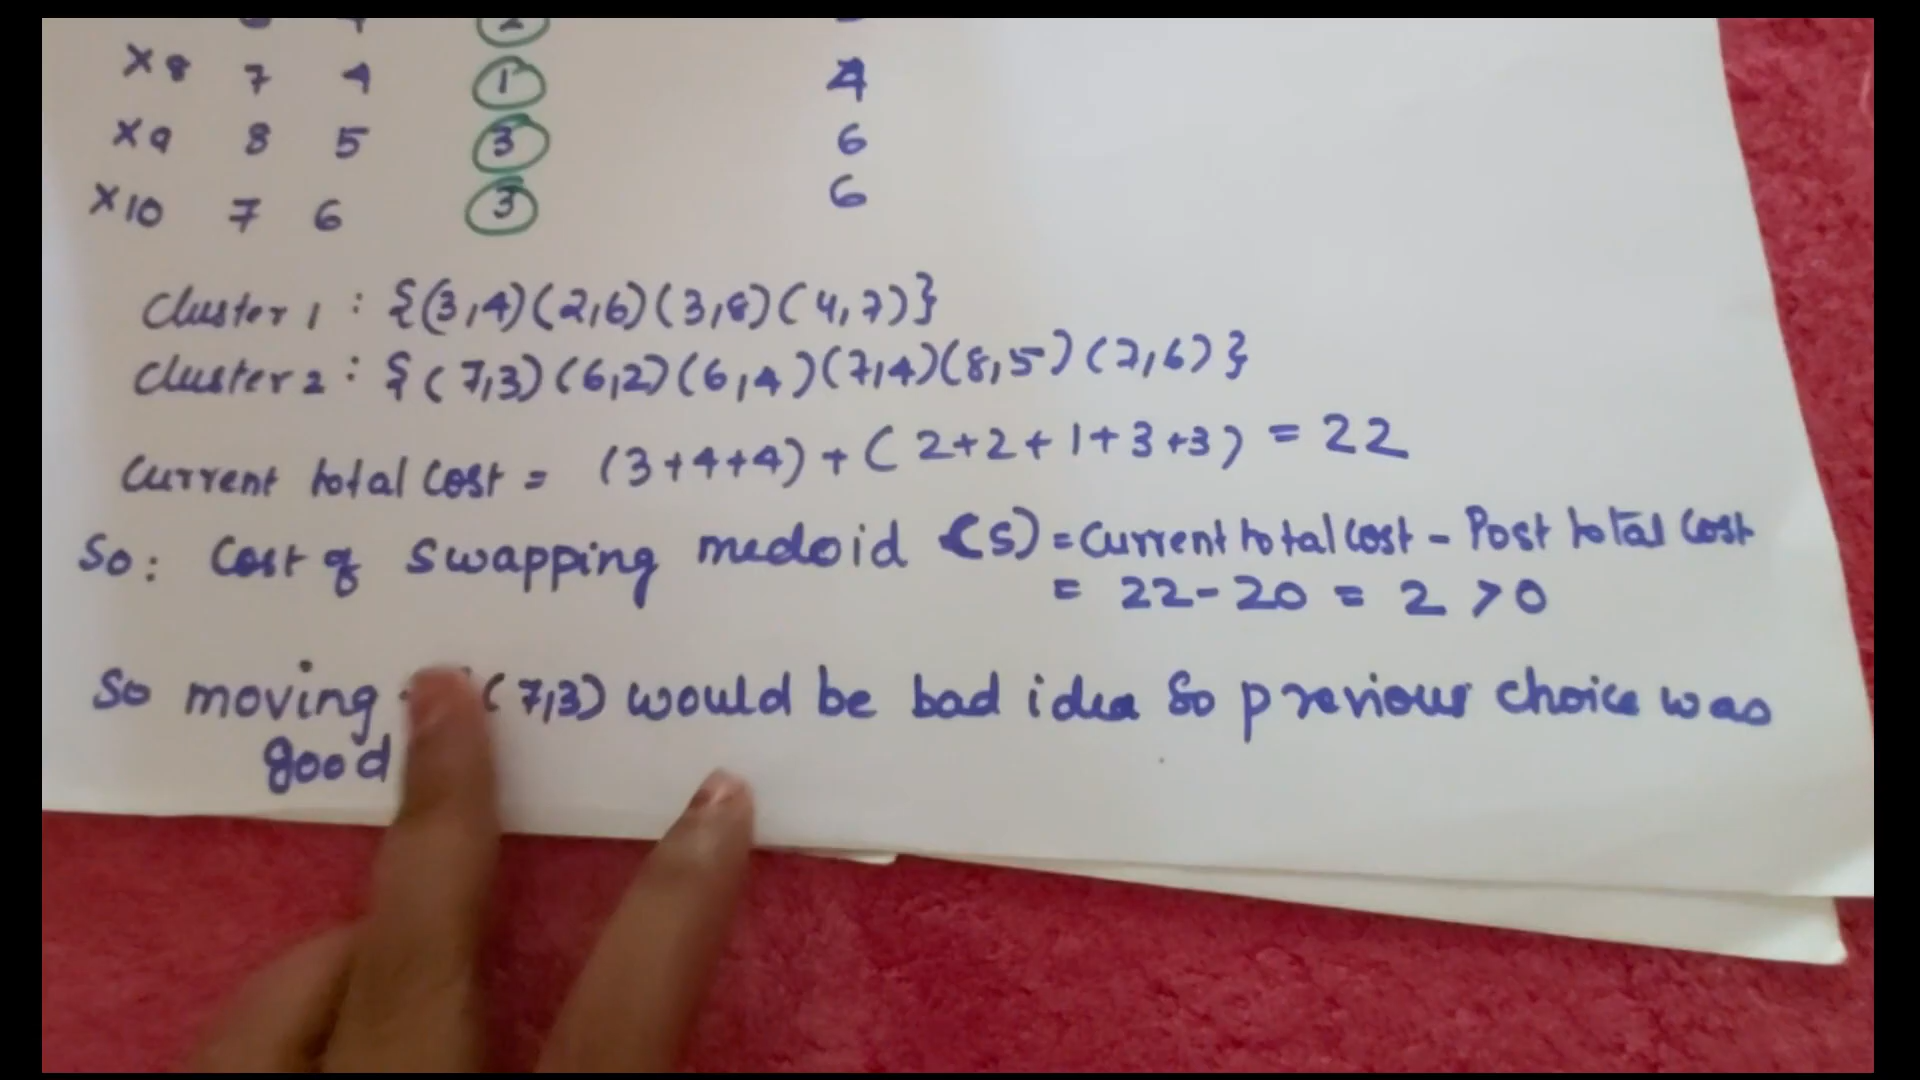 X8 7 4 1 4
X9 8 5 3 6
X10 7 6 3 6
Cluster 1 : {(3,4)(2,6)(3,8)(4,7)}
Cluster 2 : {(7,3)(6,2)(6,4)(7,4)(8,5)(7,6)}
Current total cost = (3+4+4)+(2+2+1+3+3) = 22
So: Cost of swapping medoid (S) = Current total cost - Post total cost
= 22-20 = 2 >0
So moving (7,3) would be bad idea So previous choice was
good